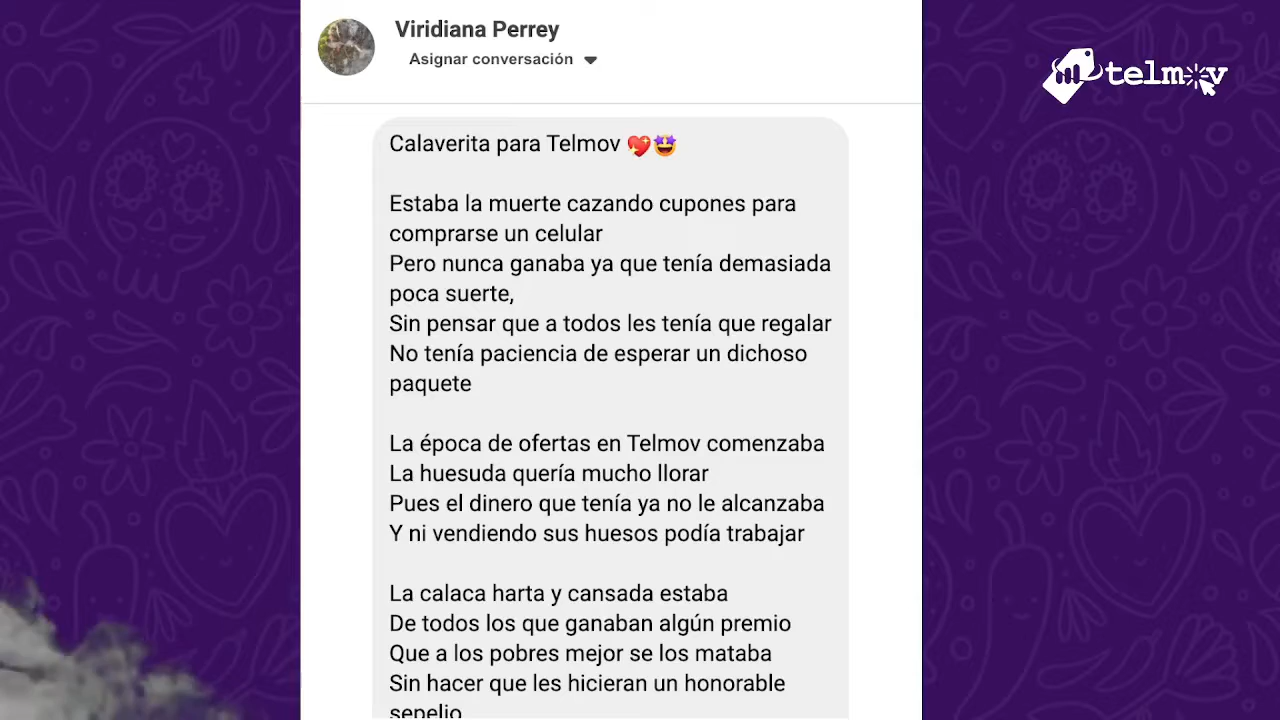 Viridiana Perrey
Asignar conversación
telmov
Calaverita para Telmov 💖🤩
Estaba la muerte cazando cupones para
comprarse un celular
Pero nunca ganaba ya que tenía demasiada
poca suerte,
Sin pensar que a todos les tenía que regalar
No tenía paciencia de esperar un dichoso
paquete
La época de ofertas en Telmov comenzaba
La huesuda quería mucho llorar
Pues el dinero que tenía ya no le alcanzaba
Y ni vendiendo sus huesos podía trabajar
La calaca harta y cansada estaba
De todos los que ganaban algún premio
Que a los pobres mejor se los mataba
Sin hacer que les hicieran un honorable
sepelio